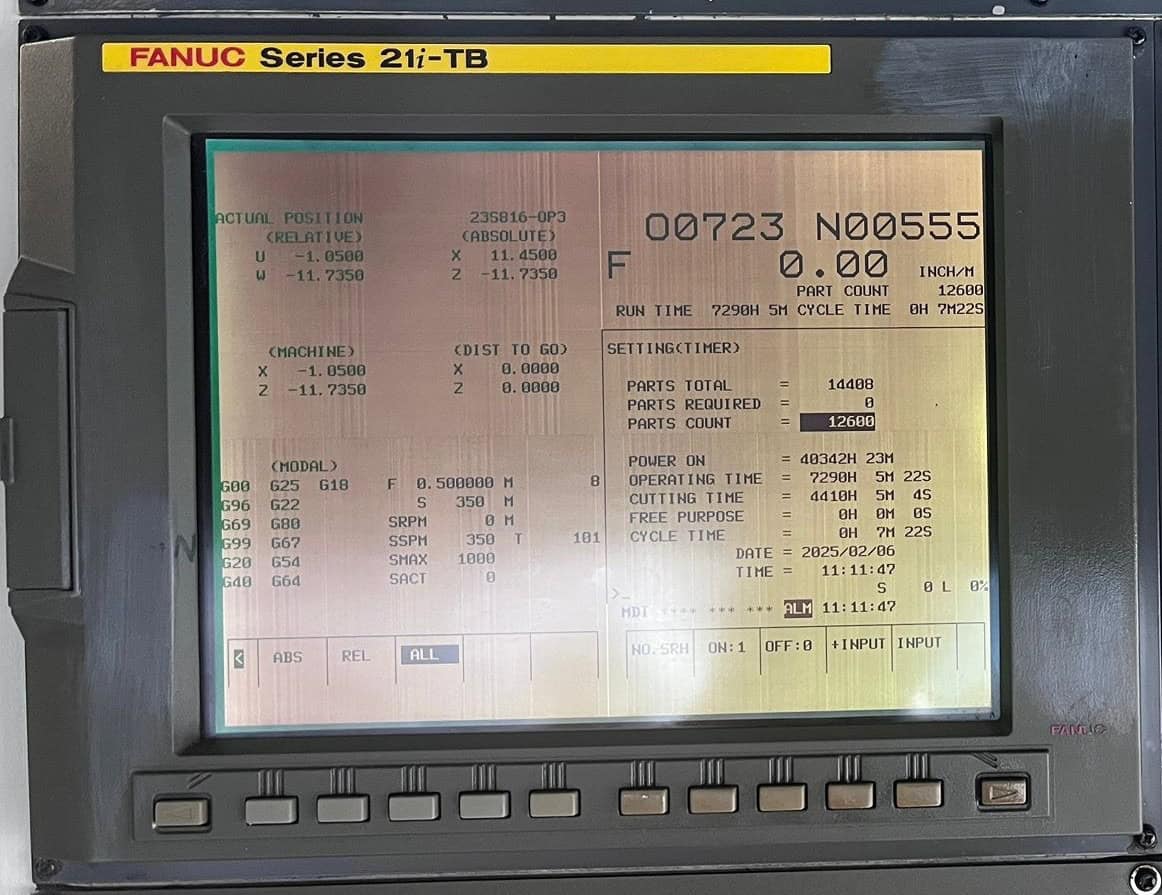 FANUC Series 21i-TB
ACTUAL POSITION 235816-OP3
(RELATIVE) (ABSOLUTE)
U -1.0500 X 11.4500
W -11.7350 Z -11.7350
(MACHINE) (DIST TO GO)
X -1.0500 X 0.0000
Z -11.7350 Z 0.0000
(MODAL)
G00 G25 G18 F 0.500000 M 8
G96 G22 S 350 M
G69 G80 SRPM 0 M
G99 G67 SSPM 350 T 101
G20 G54 SMAX 1000
G40 G64 SACT 0
< ABS REL ALL
O0723 N00555
F 0.00 INCH/M
PART COUNT 12600
RUN TIME 7290H 5M CYCLE TIME 0H 7M22S
SETTING(TIMER)
PARTS TOTAL = 14408
PARTS REQUIRED = 0
PARTS COUNT = 12600
POWER ON = 40342H 23M
OPERATING TIME = 7290H 5M 22S
CUTTING TIME = 4410H 5M 4S
FREE PURPOSE = 0H 0M 0S
CYCLE TIME = 0H 7M 22S
DATE = 2025/02/06
TIME = 11:11:47
>_
S 0 L 0%
MDI **** *** *** ALM 11:11:47
NO.SRH ON:1 OFF:0 +INPUT INPUT
FANUC